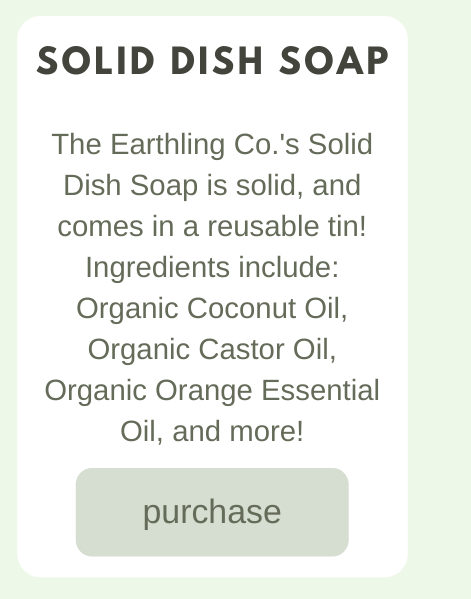 SOLID DISH SOAP
The Earthling Co.'s Solid
Dish Soap is solid, and
comes in a reusable tin!
Ingredients include:
Organic Coconut Oil,
Organic Castor Oil,
Organic Orange Essential
Oil, and more!
purchase